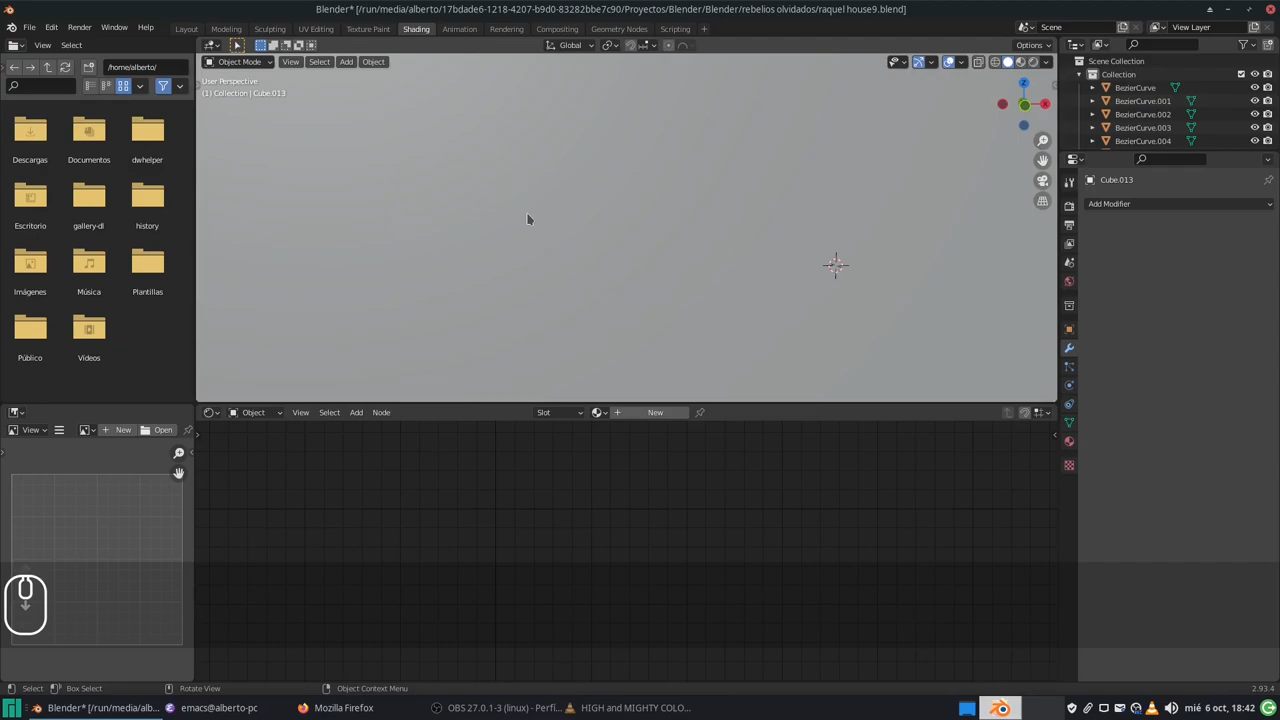 Blender* [/run/media/alberto/17bdade6-1218-4207-b9d0-83282bbe7c90/Proyectos/Blender/Blender/rebelios olvidados/raquel house9.blend]
File Edit Render Window Help Layout Modeling Sculpting UV Editing Texture Paint Shading Animation Rendering Compositing Geometry Nodes Scripting + Scene View Layer
View Select Global Options
/home/alberto/ Object Mode View Select Add Object Scene Collection
User Perspective Collection
(1) Collection | Cube.013 BezierCurve
BezierCurve.001
BezierCurve.002
BezierCurve.003
BezierCurve.004
Descargas Documentos dwhelper
Cube.013
Add Modifier
Escritorio gallery-dl history
Imágenes Música Plantillas
Público Vídeos
Object View Select Add Node Slot New
View New Open
Select Box Select Rotate View Object Context Menu 2.93.4
Blender* [/run/media/alb... emacs@alberto-pc Mozilla Firefox OBS 27.0.1-3 (linux) - Perfi... HIGH and MIGHTY COLO... mié 6 oct, 18:42
X
Z